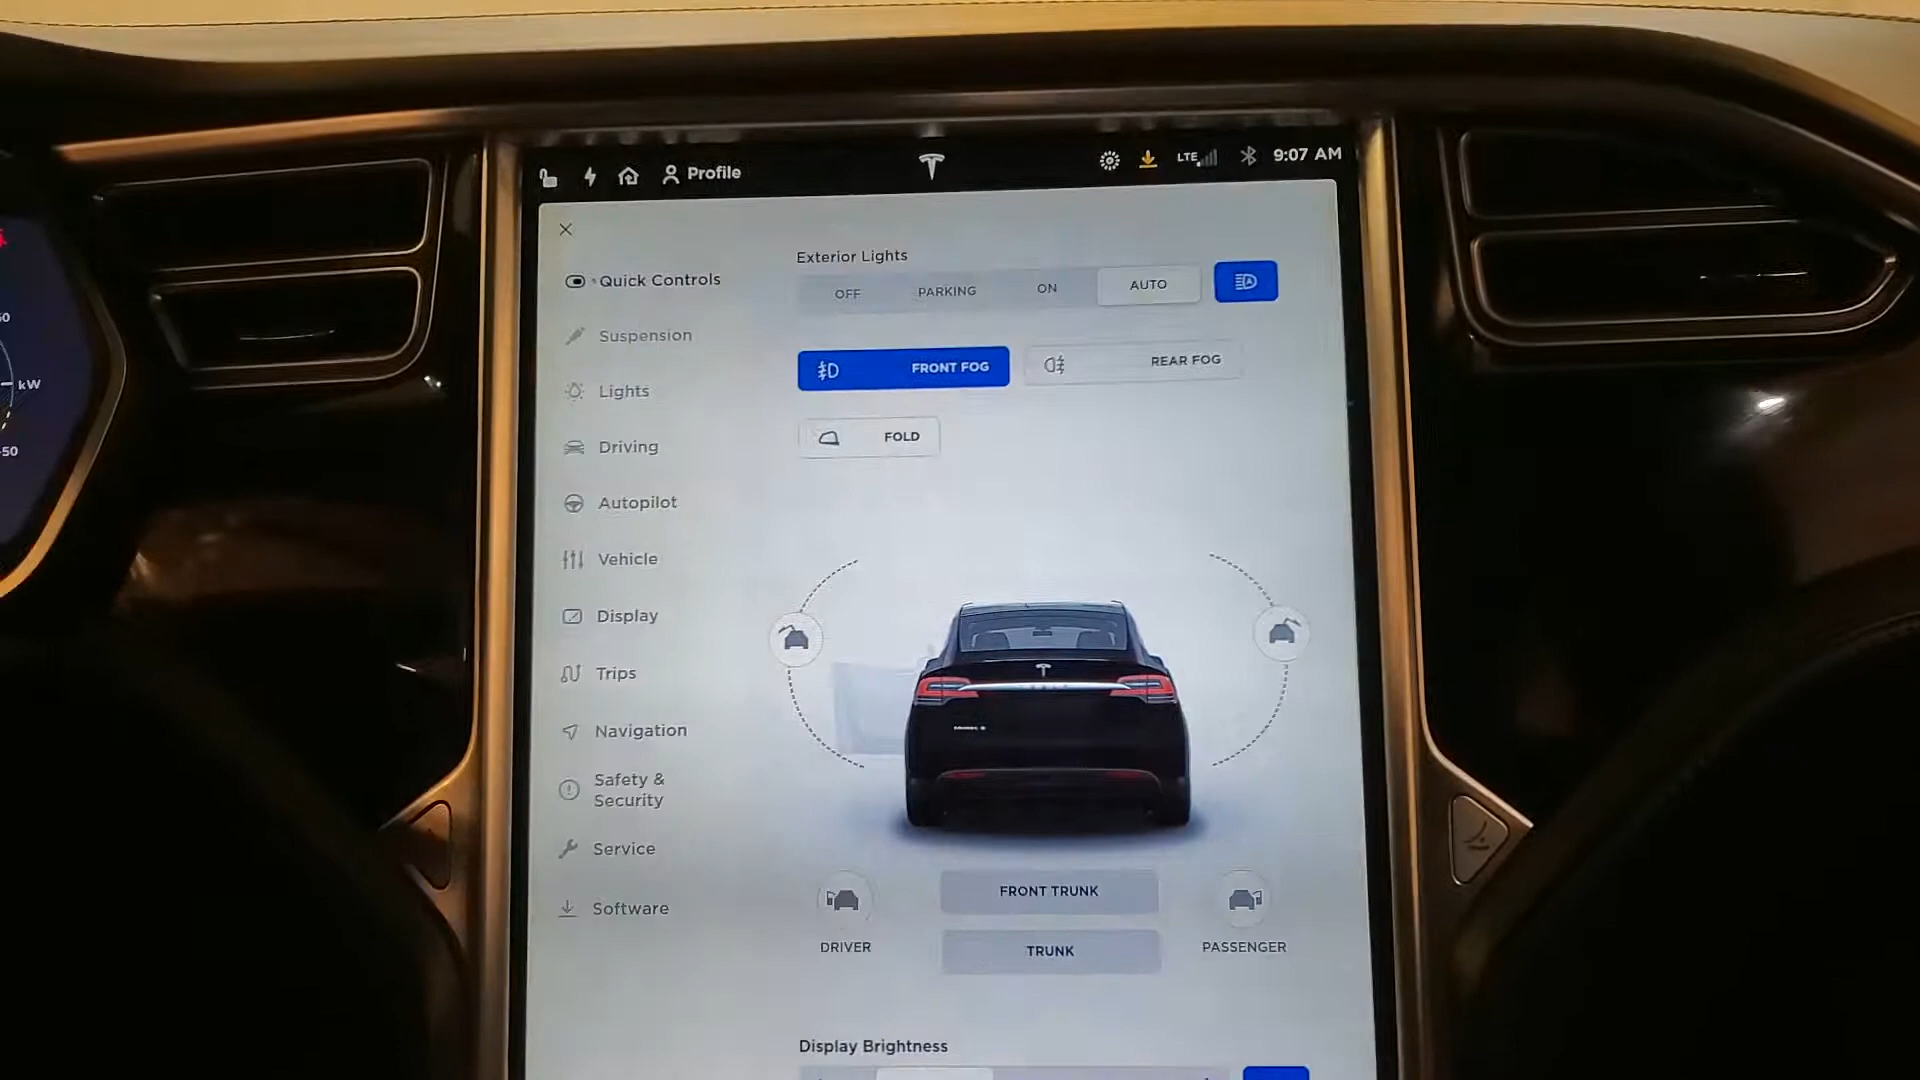 Profile
LTE
9:07 AM
Quick Controls
Suspension
Lights
Driving
Autopilot
Vehicle
Display
Trips
Navigation
Safety &
Security
Service
Software
Exterior Lights
OFF
PARKING
ON
AUTO
FRONT FOG
REAR FOG
FOLD
FRONT TRUNK
TRUNK
DRIVER
PASSENGER
Display Brightness
kW
50